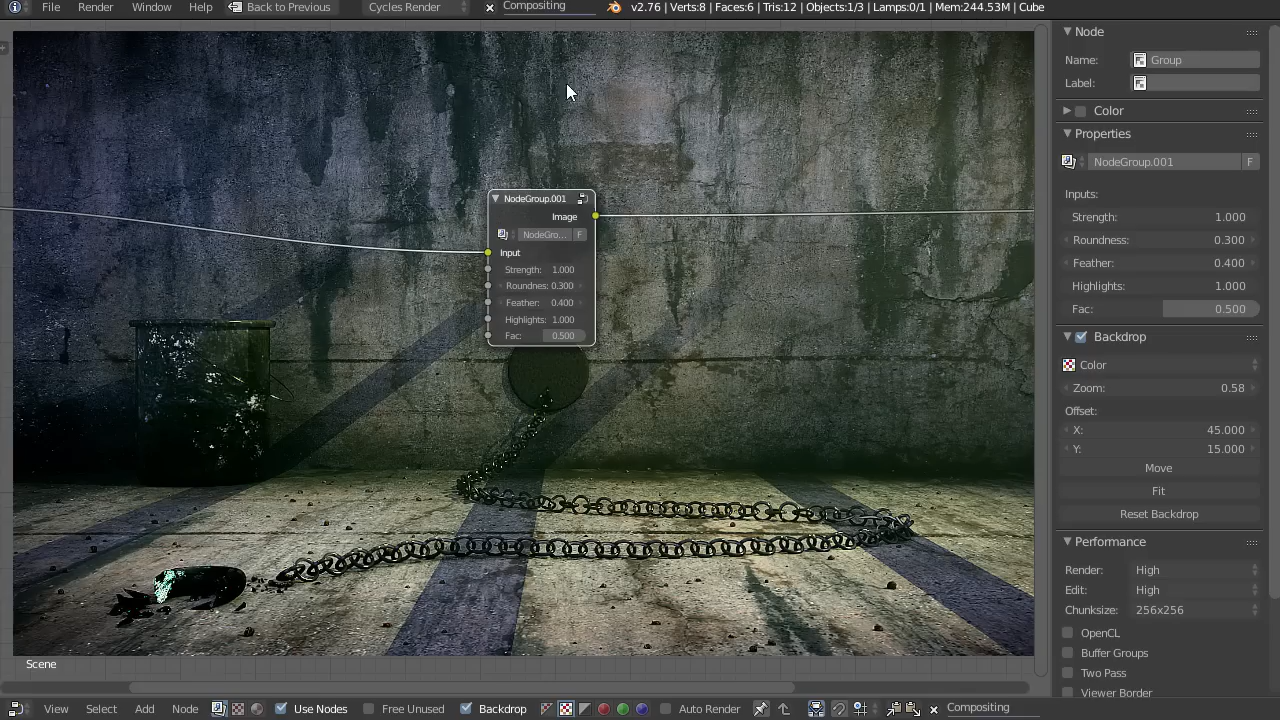 File Render Window Help Back to Previous Cycles Render Compositing v2.76 | Verts:8 | Faces:6 | Tris:12 | Objects:1/3 | Lamps:0/1 | Mem:244.53M | Cube
Node
Name: Group
Label:
Color
Properties
NodeGroup.001 F
Inputs:
Strength: 1.000
Roundness: 0.300
Feather: 0.400
Highlights: 1.000
Fac: 0.500
Backdrop
Color
Zoom: 0.58
Offset:
X: 45.000
Y: 15.000
Move
Fit
Reset Backdrop
Performance
Render: High
Edit: High
Chunksize: 256x256
OpenCL
Buffer Groups
Two Pass
Viewer Border
NodeGroup.001
Image
NodeGro... F
Input
Strength: 1.000
Roundnes: 0.300
Feather: 0.400
Highlights: 1.000
Fac: 0.500
Scene
View Select Add Node Use Nodes Free Unused Backdrop Auto Render Compositing